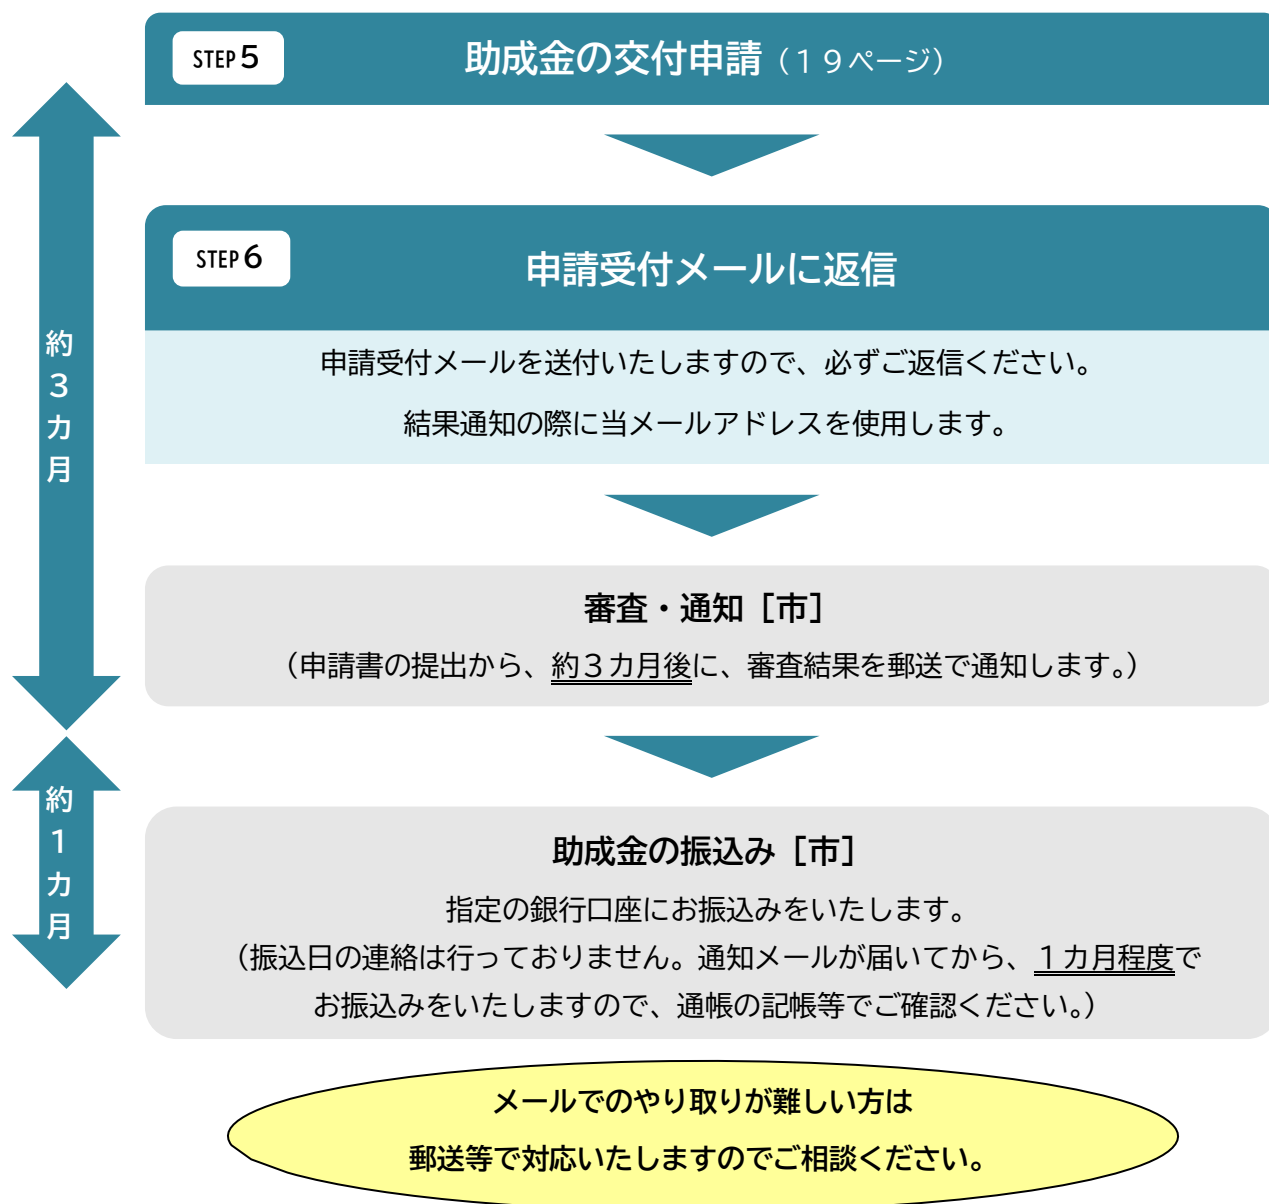 STEP 5
助成金の交付申請（１９ページ）
STEP 6
申請受付メールに返信
申請受付メールを送付いたしますので、必ずご返信ください。
結果通知の際に当メールアドレスを使用します。
約３カ月
審査・通知［市］
（申請書の提出から、約３カ月後に、審査結果を郵送で通知します。）
約１カ月
助成金の振込み［市］
指定の銀行口座にお振込みをいたします。
（振込日の連絡は行っておりません。通知メールが届いてから、１カ月程度で
お振込みをいたしますので、通帳の記帳等でご確認ください。）
メールでのやり取りが難しい方は
郵送等で対応いたしますのでご相談ください。